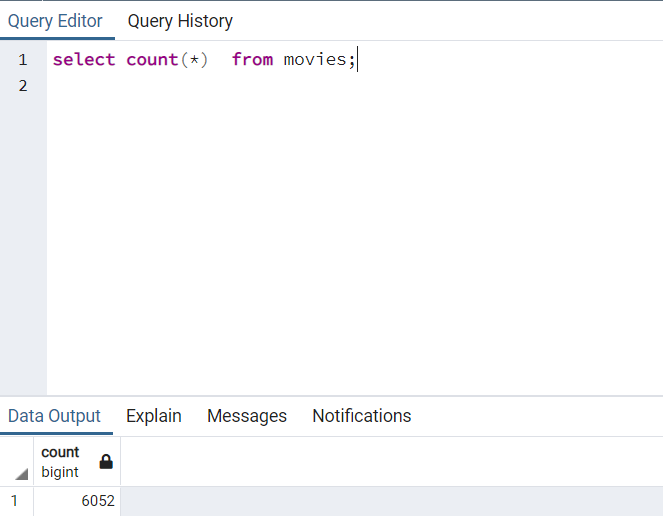 Query Editor Query History
1 select count(*)  from movies;
2
Data Output Explain Messages Notifications
count
bigint
1 6052